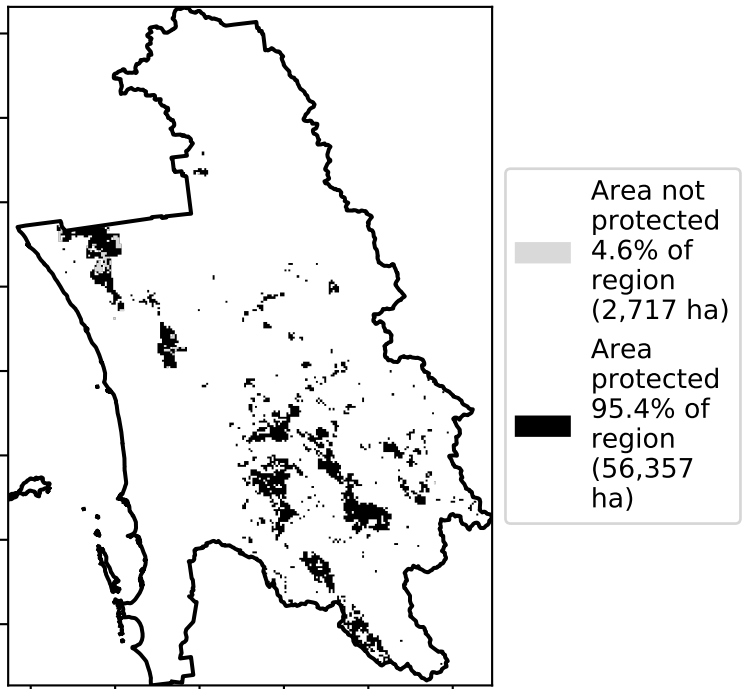 Area not
protected
4.6% of
region
(2,717 ha)
Area
protected
95.4% of
region
(56,357
ha)